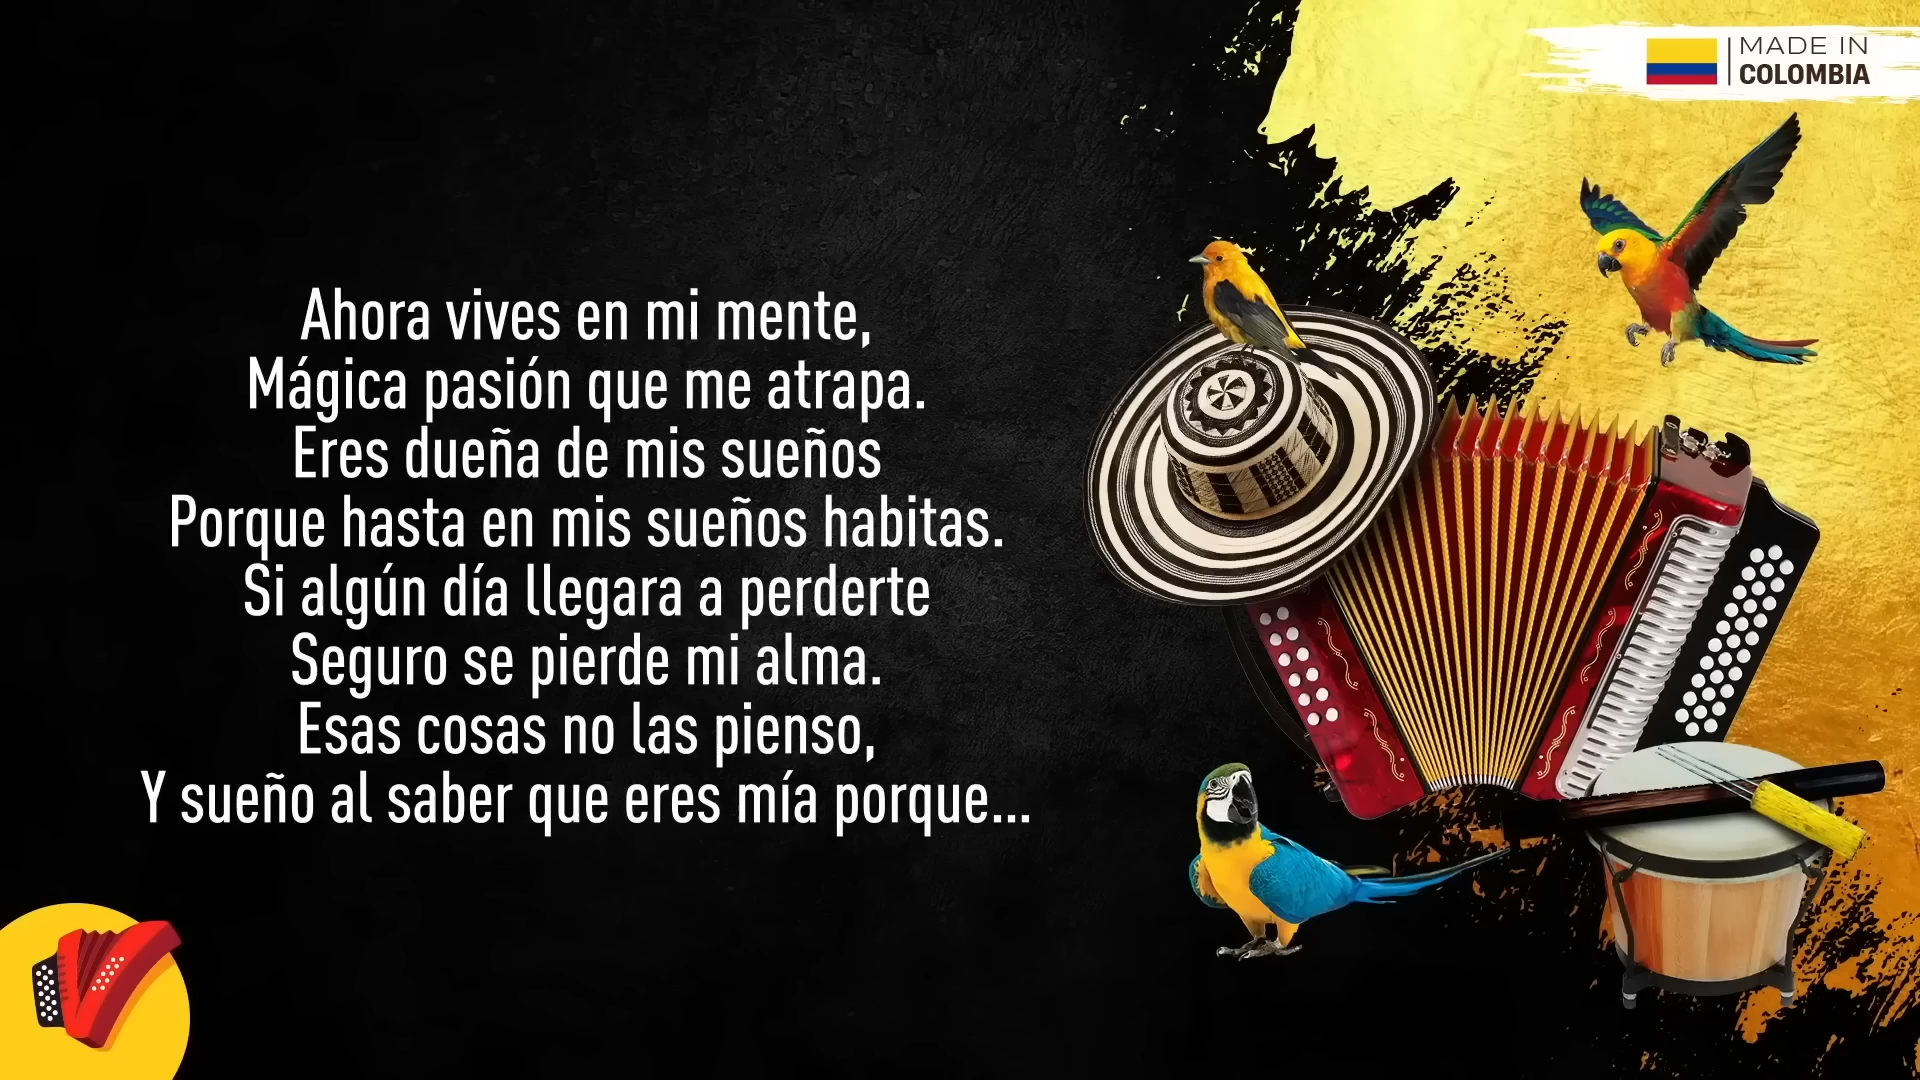 MADE IN
COLOMBIA
Ahora vives en mi mente,
Mágica pasión que me atrapa.
Eres dueña de mis sueños
Porque hasta en mis sueños habitas.
Si algún día llegara a perderte
Seguro se pierde mi alma.
Esas cosas no las pienso,
Y sueño al saber que eres mía porque...